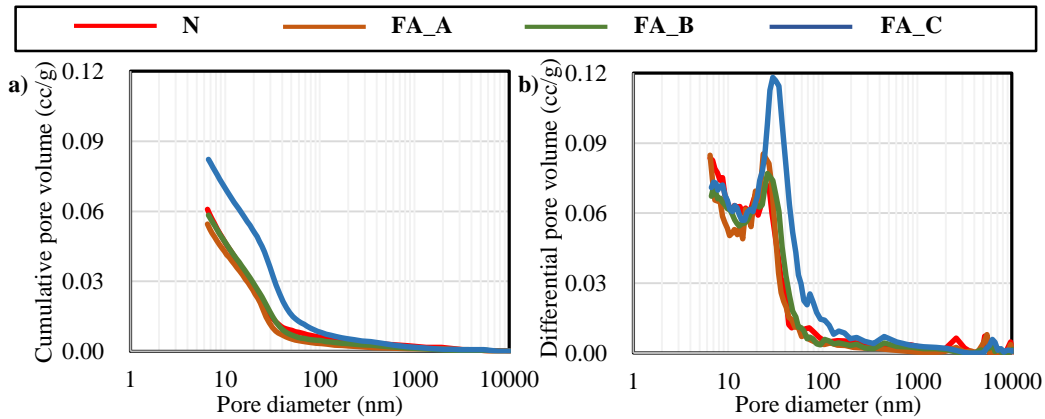 N FA_A FA_B FA_C
a)
Cumulative pore volume (cc/g)
0.12
0.09
0.06
0.03
0.00
1 10 100 1000 10000
Pore diameter (nm)
b)
Differential pore volume (cc/g)
0.12
0.09
0.06
0.03
0.00
1 10 100 1000 10000
Pore diameter (nm)